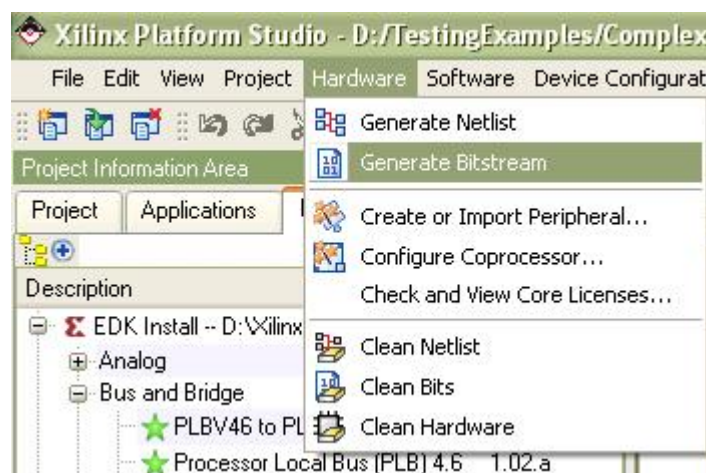 Xilinx Platform Studio - D:/TestingExamples/Complex
File Edit View Project Hardware Software Device Configurat
Generate Netlist
Project Information Area
Generate Bitstream
Project Applications
Create or Import Peripheral...
Configure Coprocessor...
Description
Check and View Core Licenses...
EDK Install -- D:\Xilinx
Clean Netlist
Analog
Clean Bits
Bus and Bridge
Clean Hardware
PLBV46 to PL
Processor Local Bus (PLB) 4.6 1.02.a